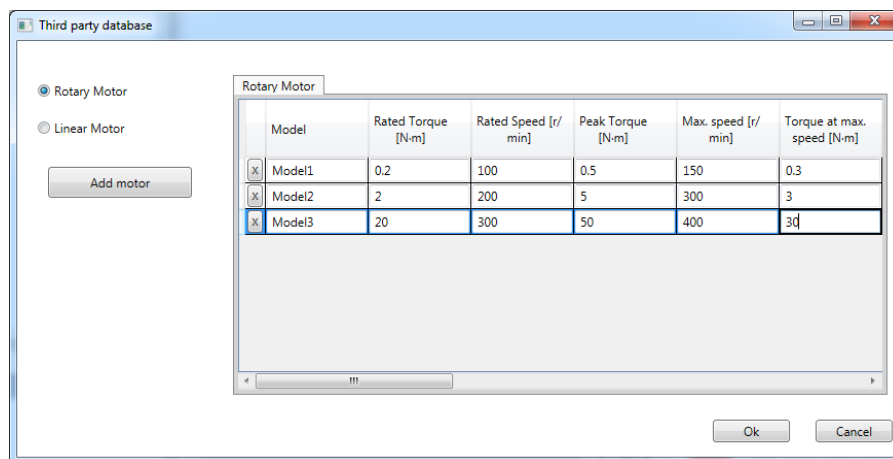 Third party database
Rotary Motor
Linear Motor
Add motor
Rotary Motor
Model Rated Torque [N·m] Rated Speed [r/ min] Peak Torque [N·m] Max. speed [r/ min] Torque at max. speed [N·m]
x Model1 0.2 100 0.5 150 0.3
x Model2 2 200 5 300 3
x Model3 20 300 50 400 30
Ok Cancel